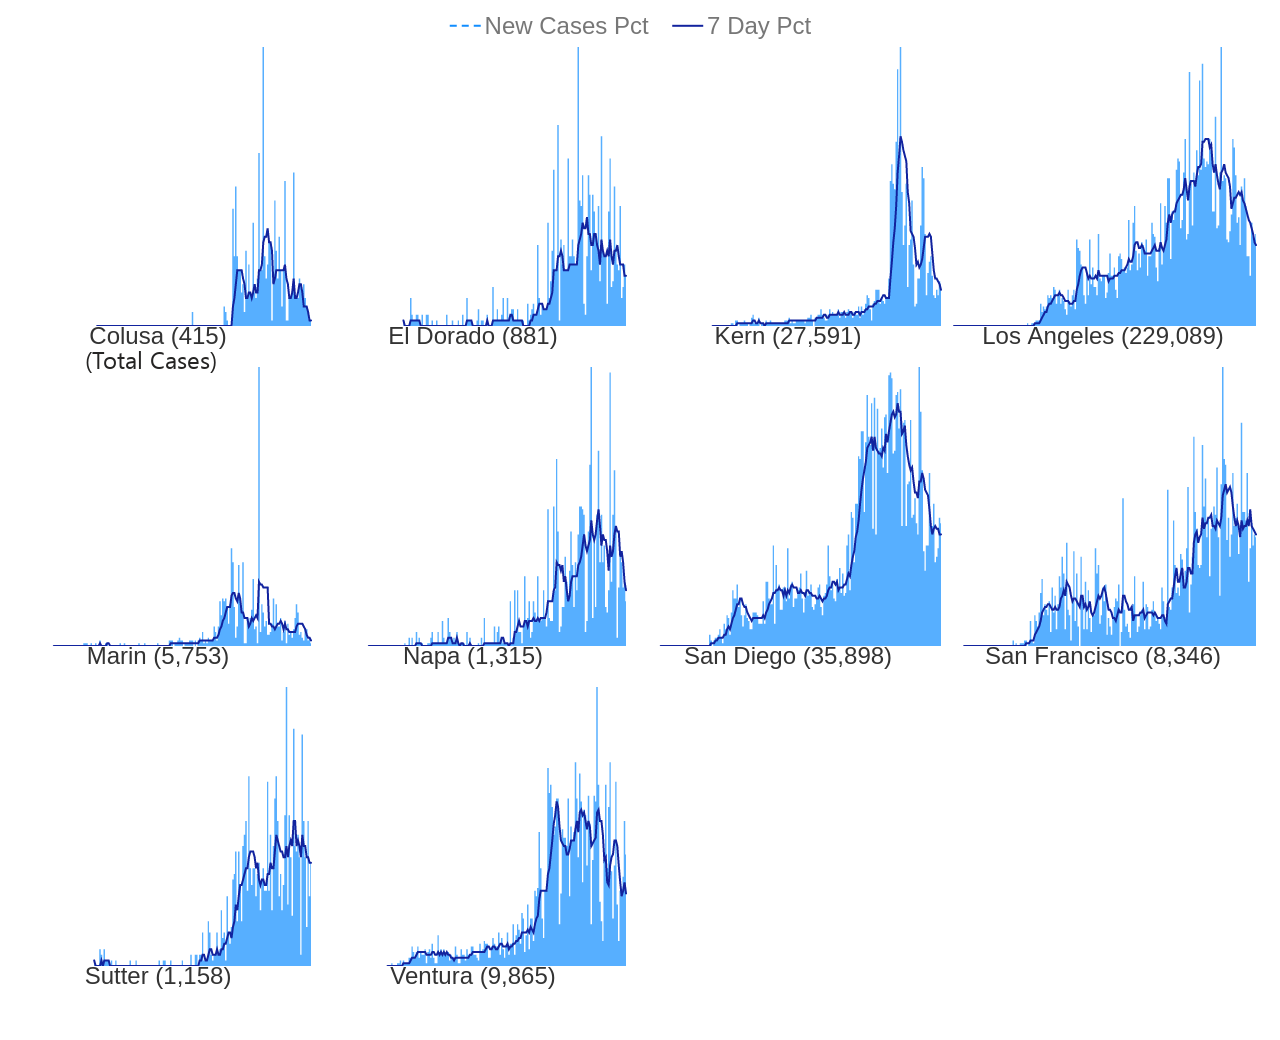 New Cases Pct 7 Day Pct
Colusa (415) El Dorado (881) Kern (27,591) Los Angeles (229,089)
(Total Cases)
Marin (5,753) Napa (1,315) San Diego (35,898) San Francisco (8,346)
Sutter (1,158) Ventura (9,865)